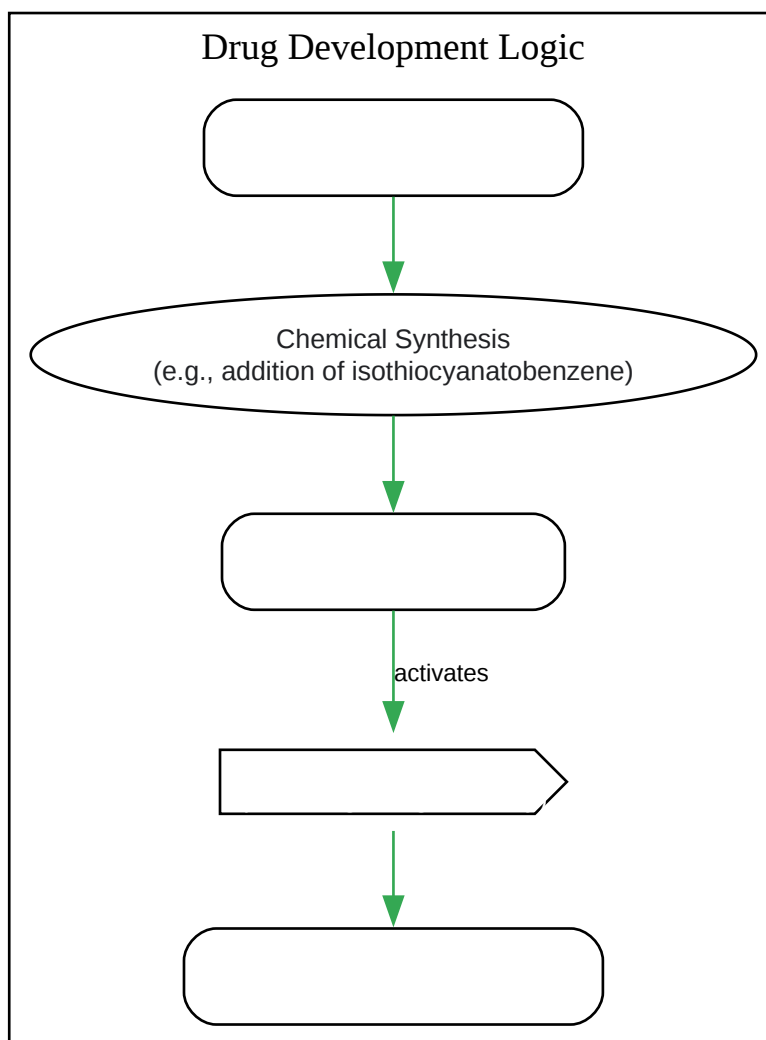 Drug Development Logic
Chemical Synthesis
(e.g., addition of isothiocyanatobenzene)
activates